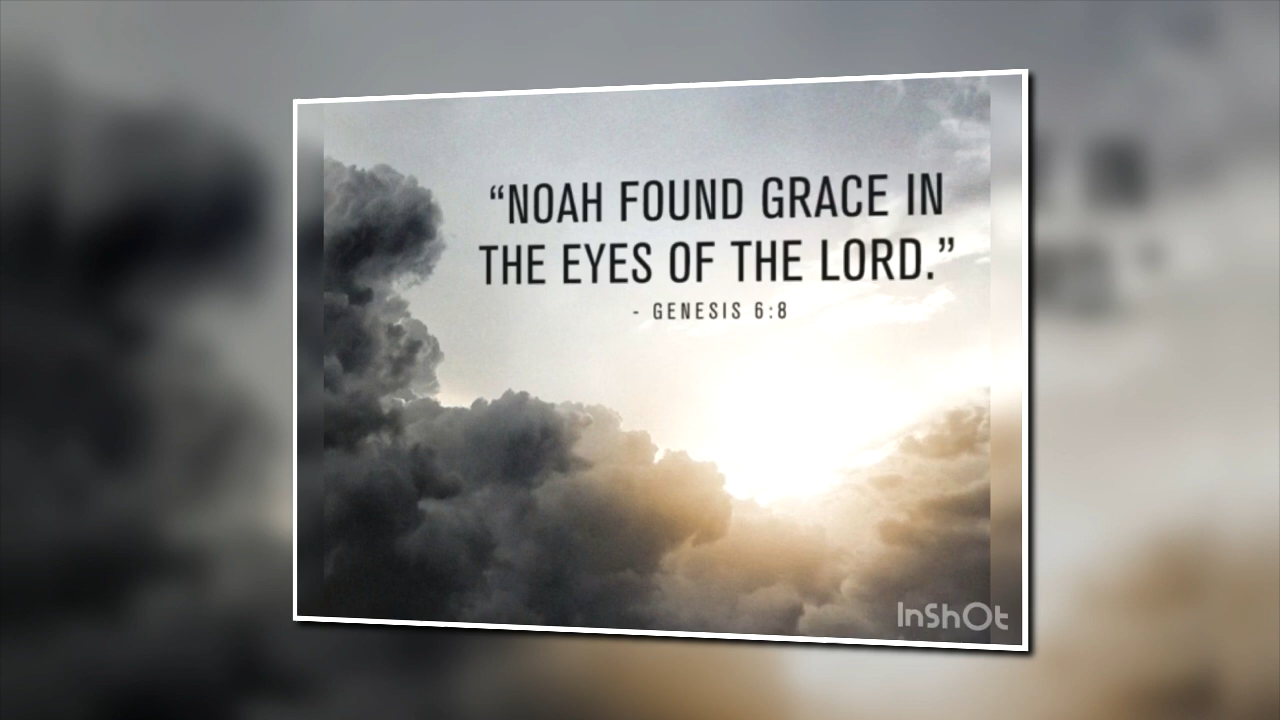 “NOAH FOUND GRACE IN
THE EYES OF THE LORD.”
- GENESIS 6:8
InShOt